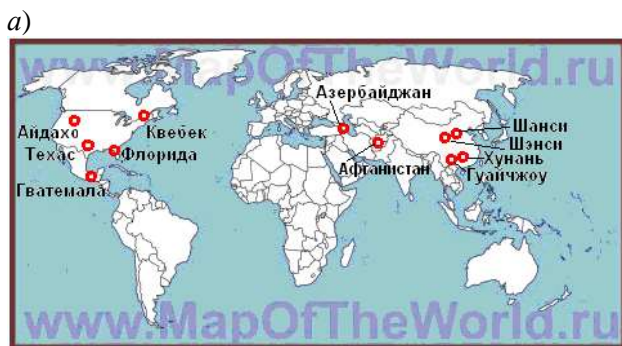 а)
www.MapOfTheWorld.ru
Азербайджан
Айдахо
Квебек
Шанси
Техас
Флорида
Шэнси
Афганистан
Хунань
Гватемала
Гуайчжоу
www.MapOfTheWorld.ru